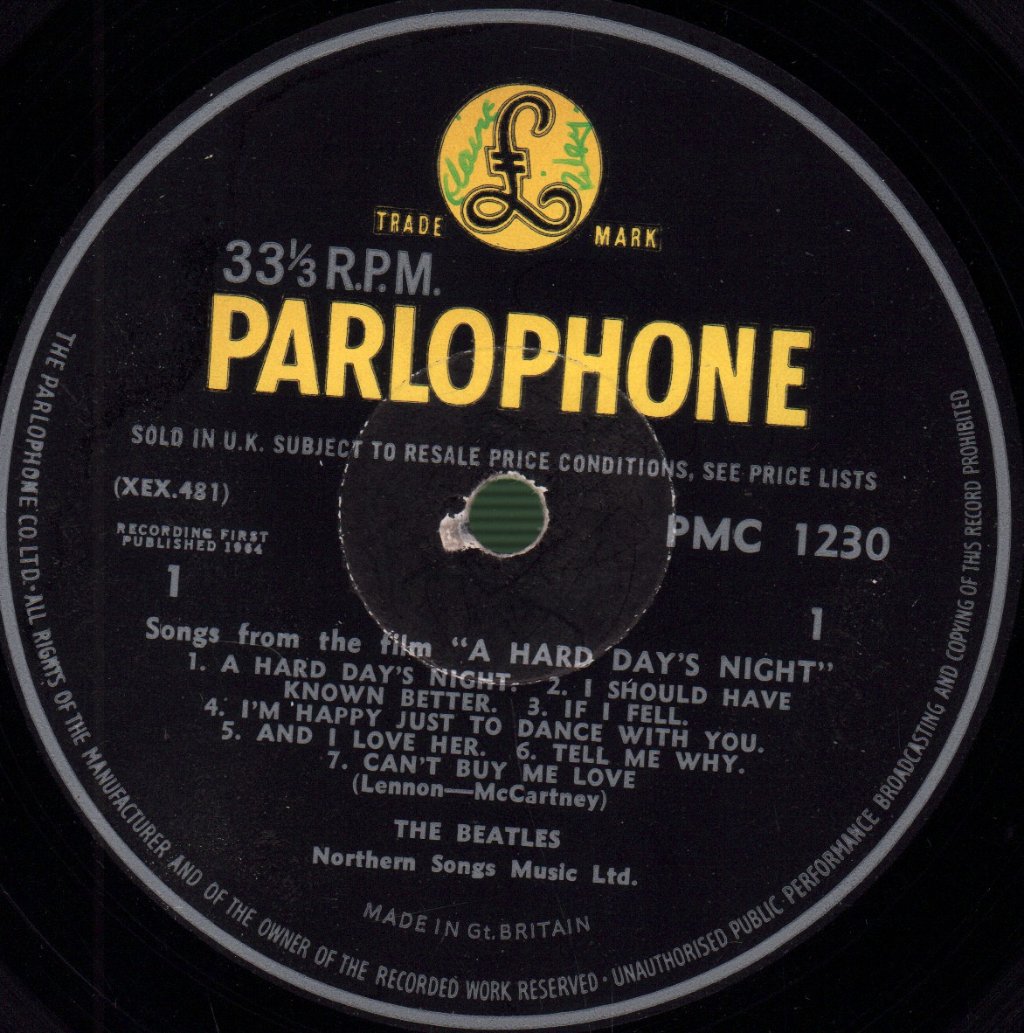 £
TRADE MARK
33⅓ R.P.M.
PARLOPHONE
SOLD IN U.K. SUBJECT TO RESALE PRICE CONDITIONS, SEE PRICE LISTS
(XEX.481)
RECORDING FIRST
PUBLISHED 1964
PMC 1230
1
1
Songs from the film "A HARD DAY'S NIGHT"
1. A HARD DAY'S NIGHT. 2. I SHOULD HAVE
KNOWN BETTER. 3. IF I FELL.
4. I'M HAPPY JUST TO DANCE WITH YOU.
5. AND I LOVE HER. 6. TELL ME WHY.
7. CAN'T BUY ME LOVE
(Lennon—McCartney)
THE BEATLES
Northern Songs Music Ltd.
MADE IN Gt. BRITAIN
THE PARLOPHONE CO. LTD. · ALL RIGHTS OF THE MANUFACTURER AND OF THE OWNER OF THE RECORDED WORK RESERVED · UNAUTHORISED PUBLIC PERFORMANCE BROADCASTING AND COPYING OF THIS RECORD PROHIBITED